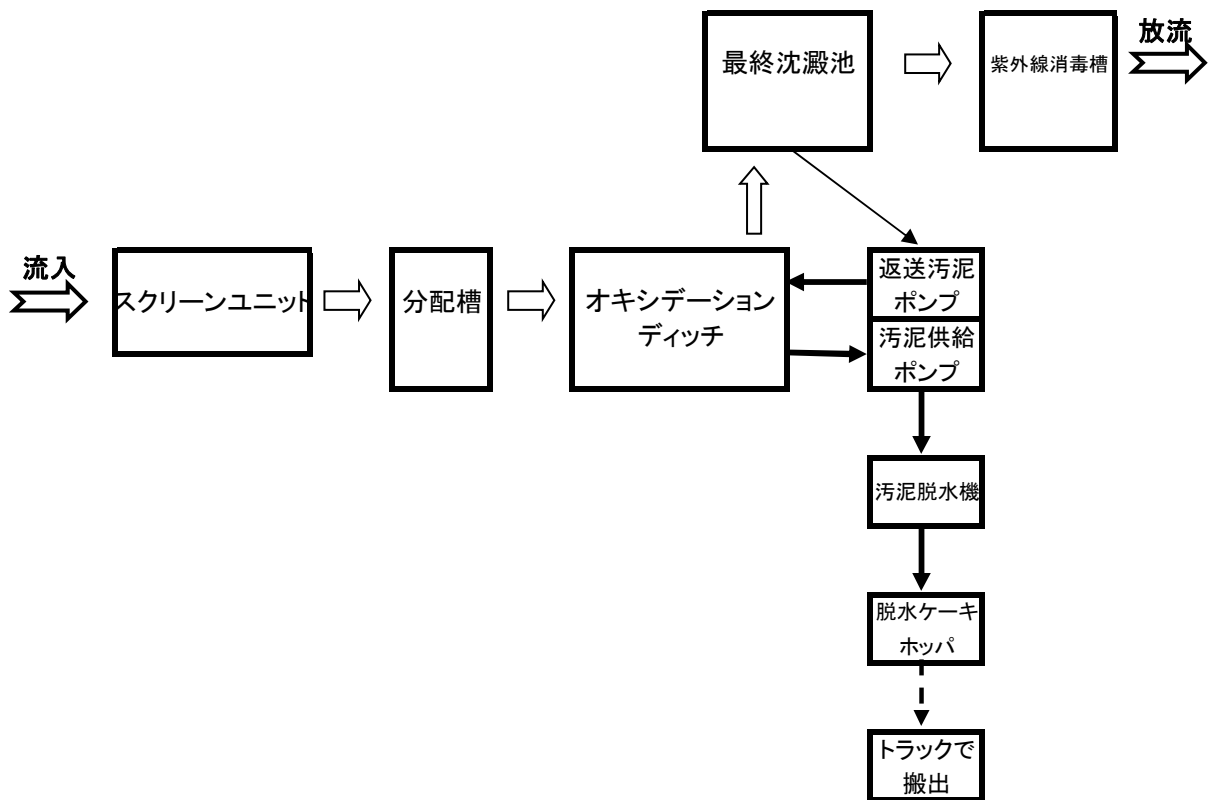 放流
最終沈澱池
紫外線消毒槽
流入
スクリーンユニット
分配槽
オキシデーション
ディッチ
返送汚泥
ポンプ
汚泥供給
ポンプ
汚泥脱水機
脱水ケーキ
ホッパ
トラックで
搬出